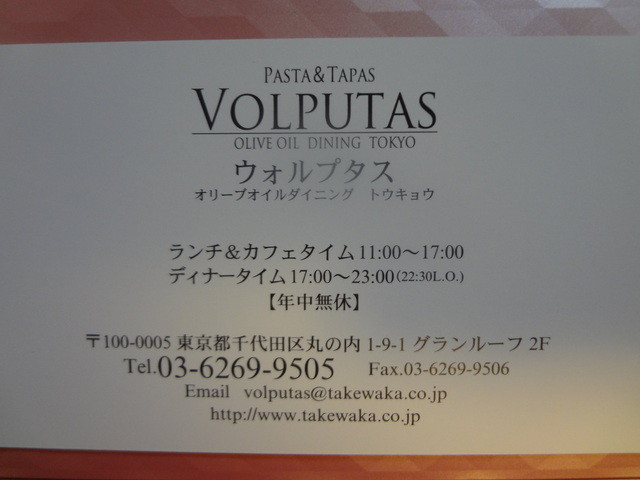 PASTA&TAPAS
VOLPUTAS
OLIVE OIL DINING TOKYO
ウォルプタス
オリーブオイルダイニング トウキョウ
ランチ&カフェタイム 11:00〜17:00
ディナータイム 17:00〜23:00(22:30L.O.)
【年中無休】
〒100-0005 東京都千代田区丸の内 1-9-1 グランルーフ 2F
Tel.03-6269-9505 Fax.03-6269-9506
Email volputas@takewaka.co.jp
http://www.takewaka.co.jp